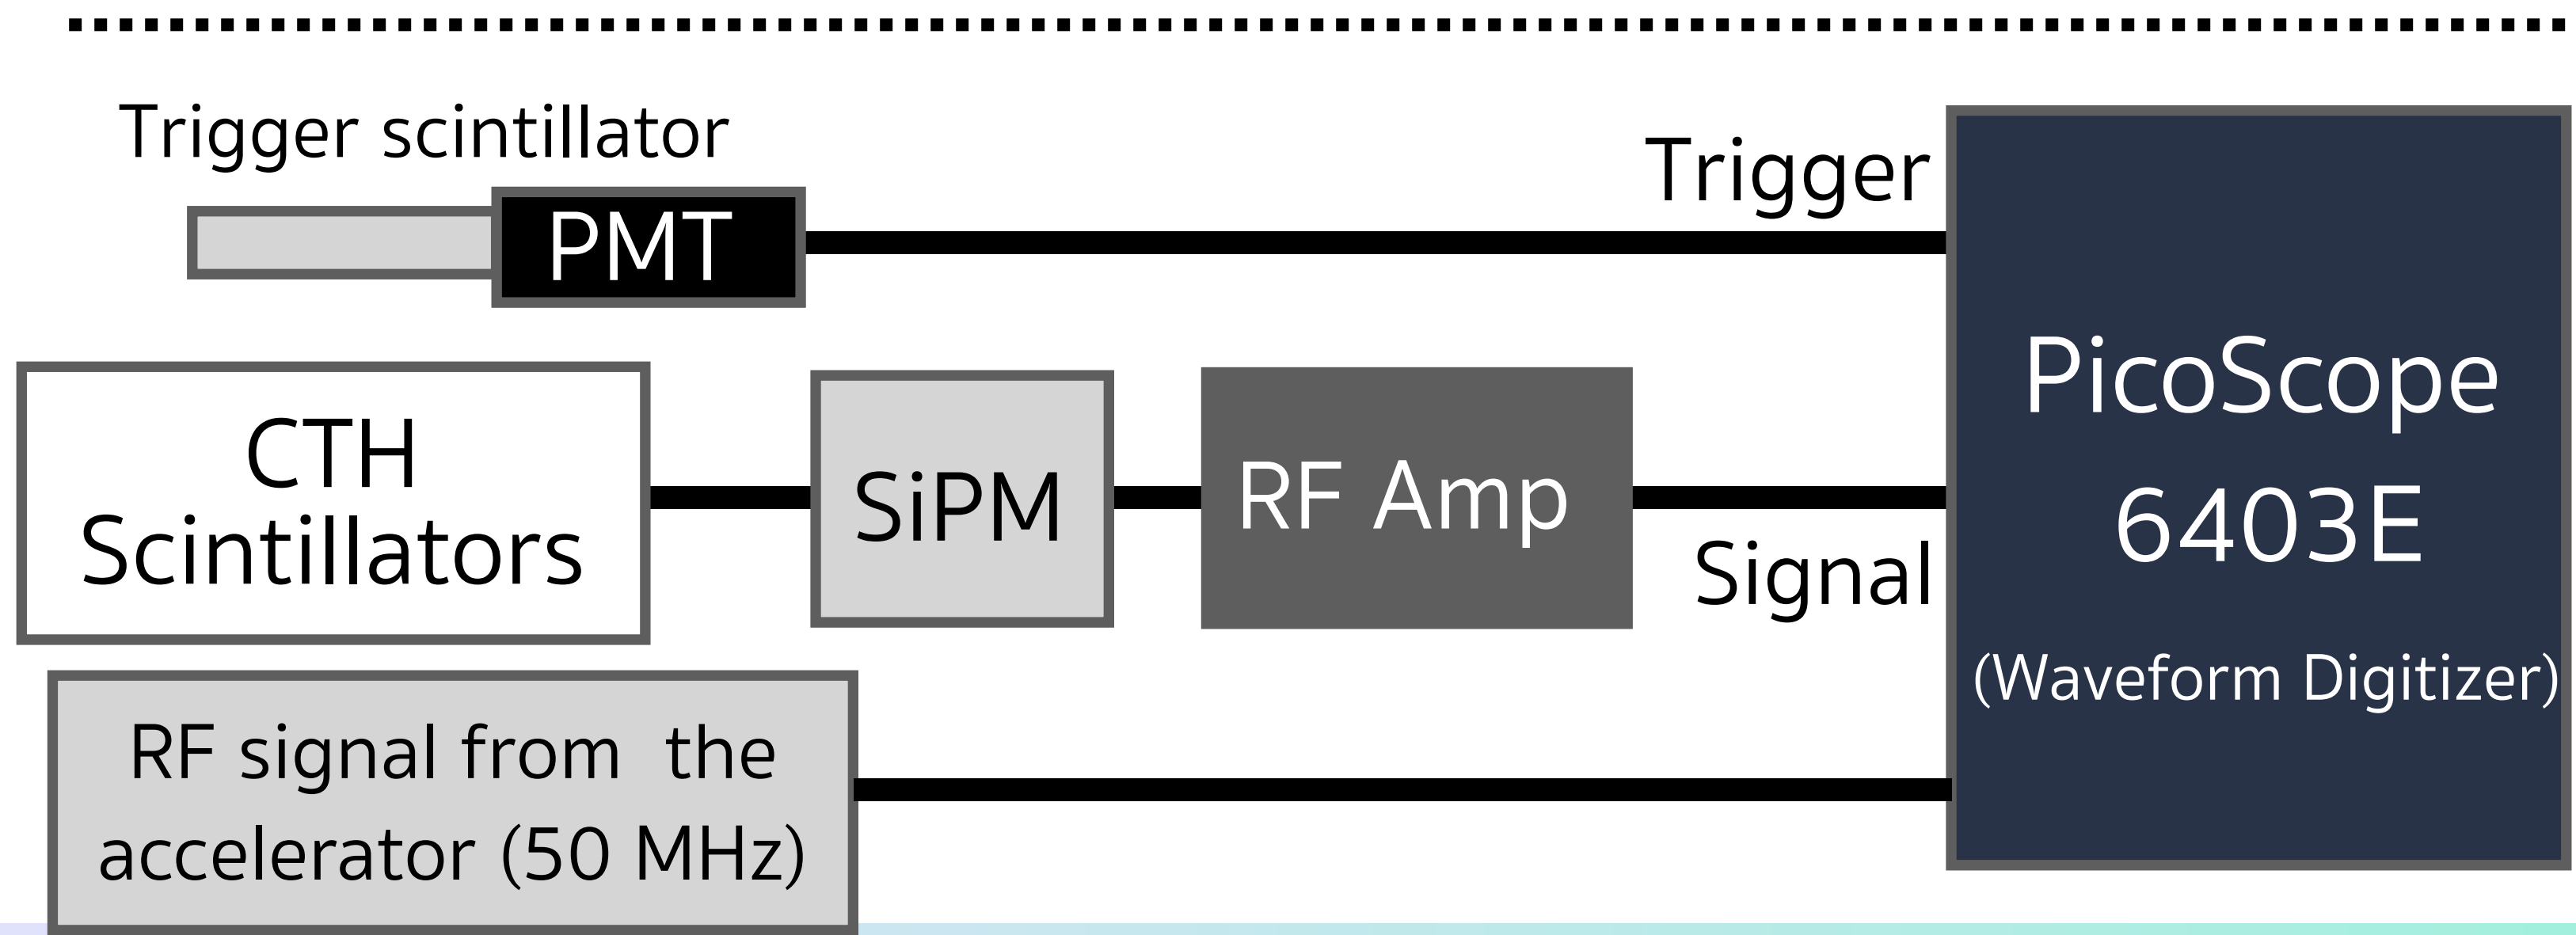 Trigger scintillator
PMT
Trigger
CTH
Scintillators
SiPM
RF Amp
Signal
RF signal from the
accelerator (50 MHz)
PicoScope
6403E
(Waveform Digitizer)